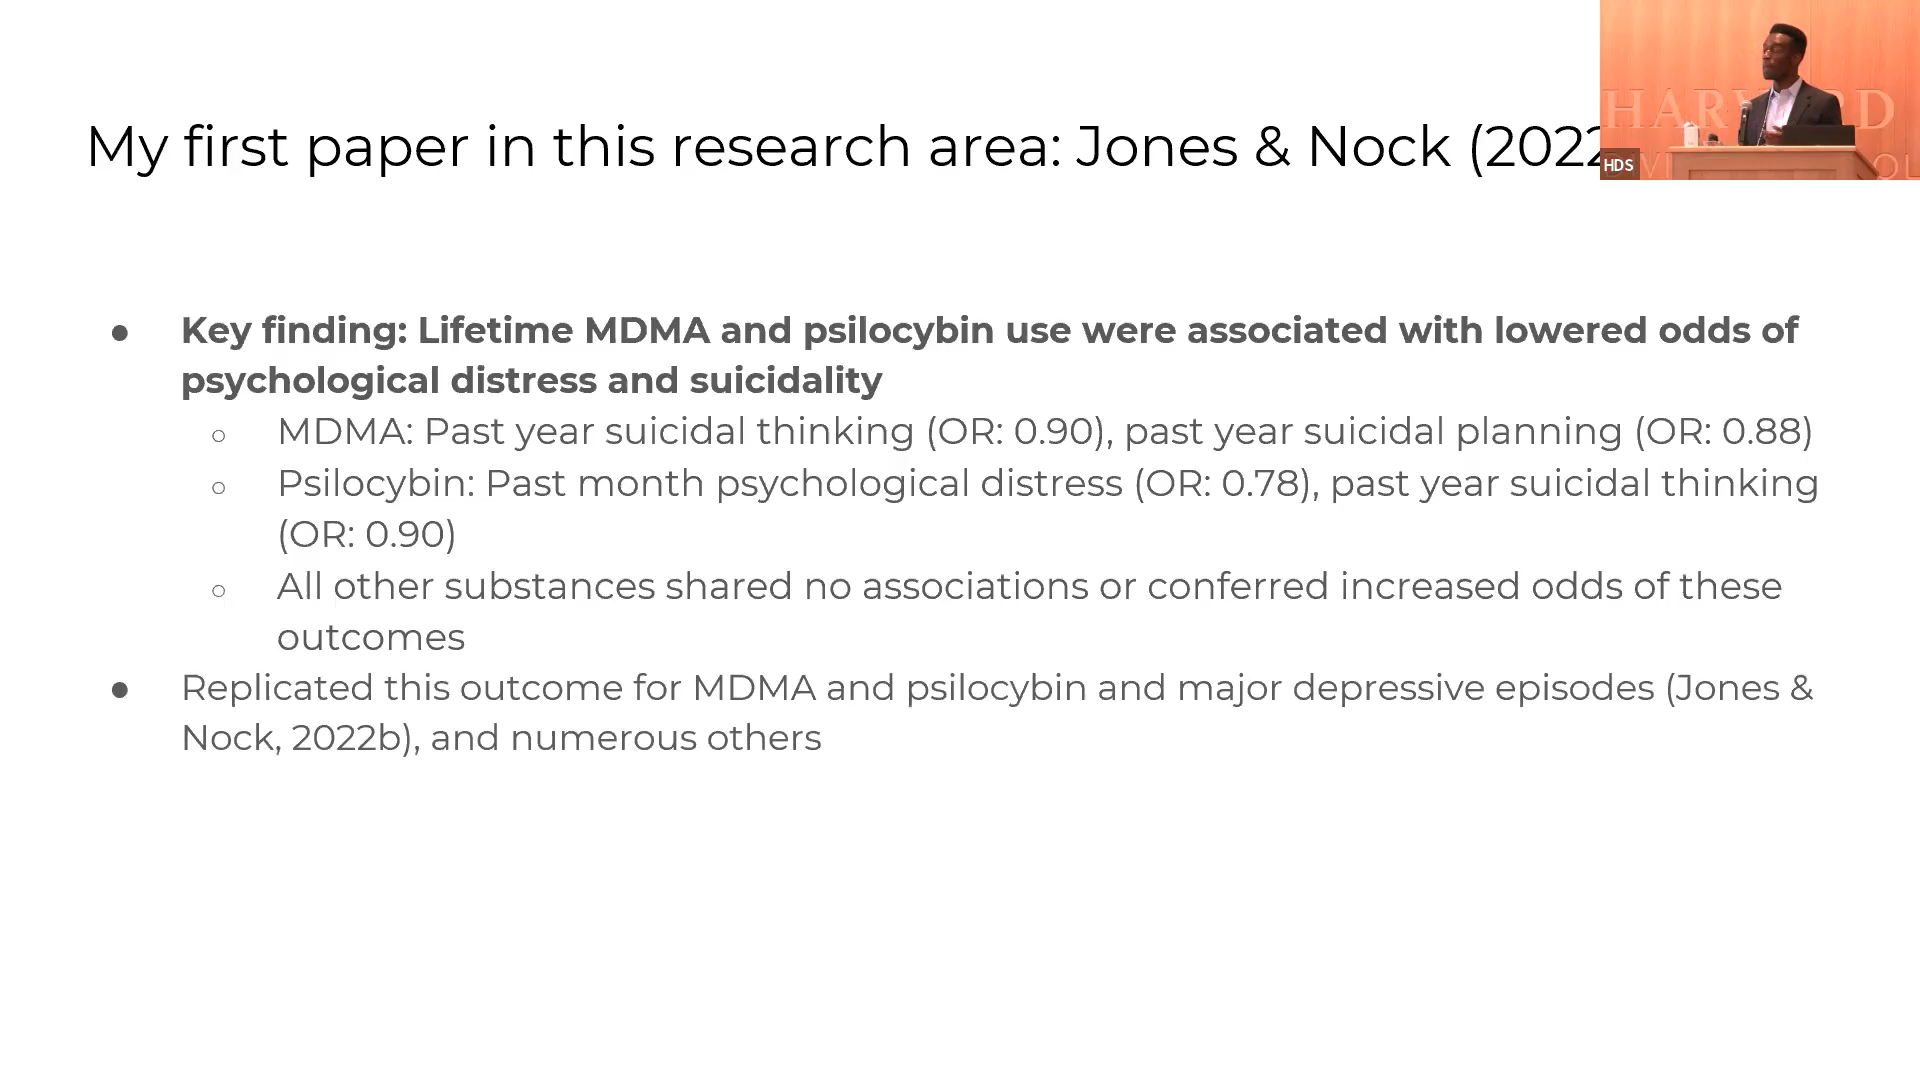 My first paper in this research area: Jones & Nock (2022
HARVARD
HDS
● Key finding: Lifetime MDMA and psilocybin use were associated with lowered odds of
psychological distress and suicidality
○ MDMA: Past year suicidal thinking (OR: 0.90), past year suicidal planning (OR: 0.88)
○ Psilocybin: Past month psychological distress (OR: 0.78), past year suicidal thinking
(OR: 0.90)
○ All other substances shared no associations or conferred increased odds of these
outcomes
● Replicated this outcome for MDMA and psilocybin and major depressive episodes (Jones &
Nock, 2022b), and numerous others